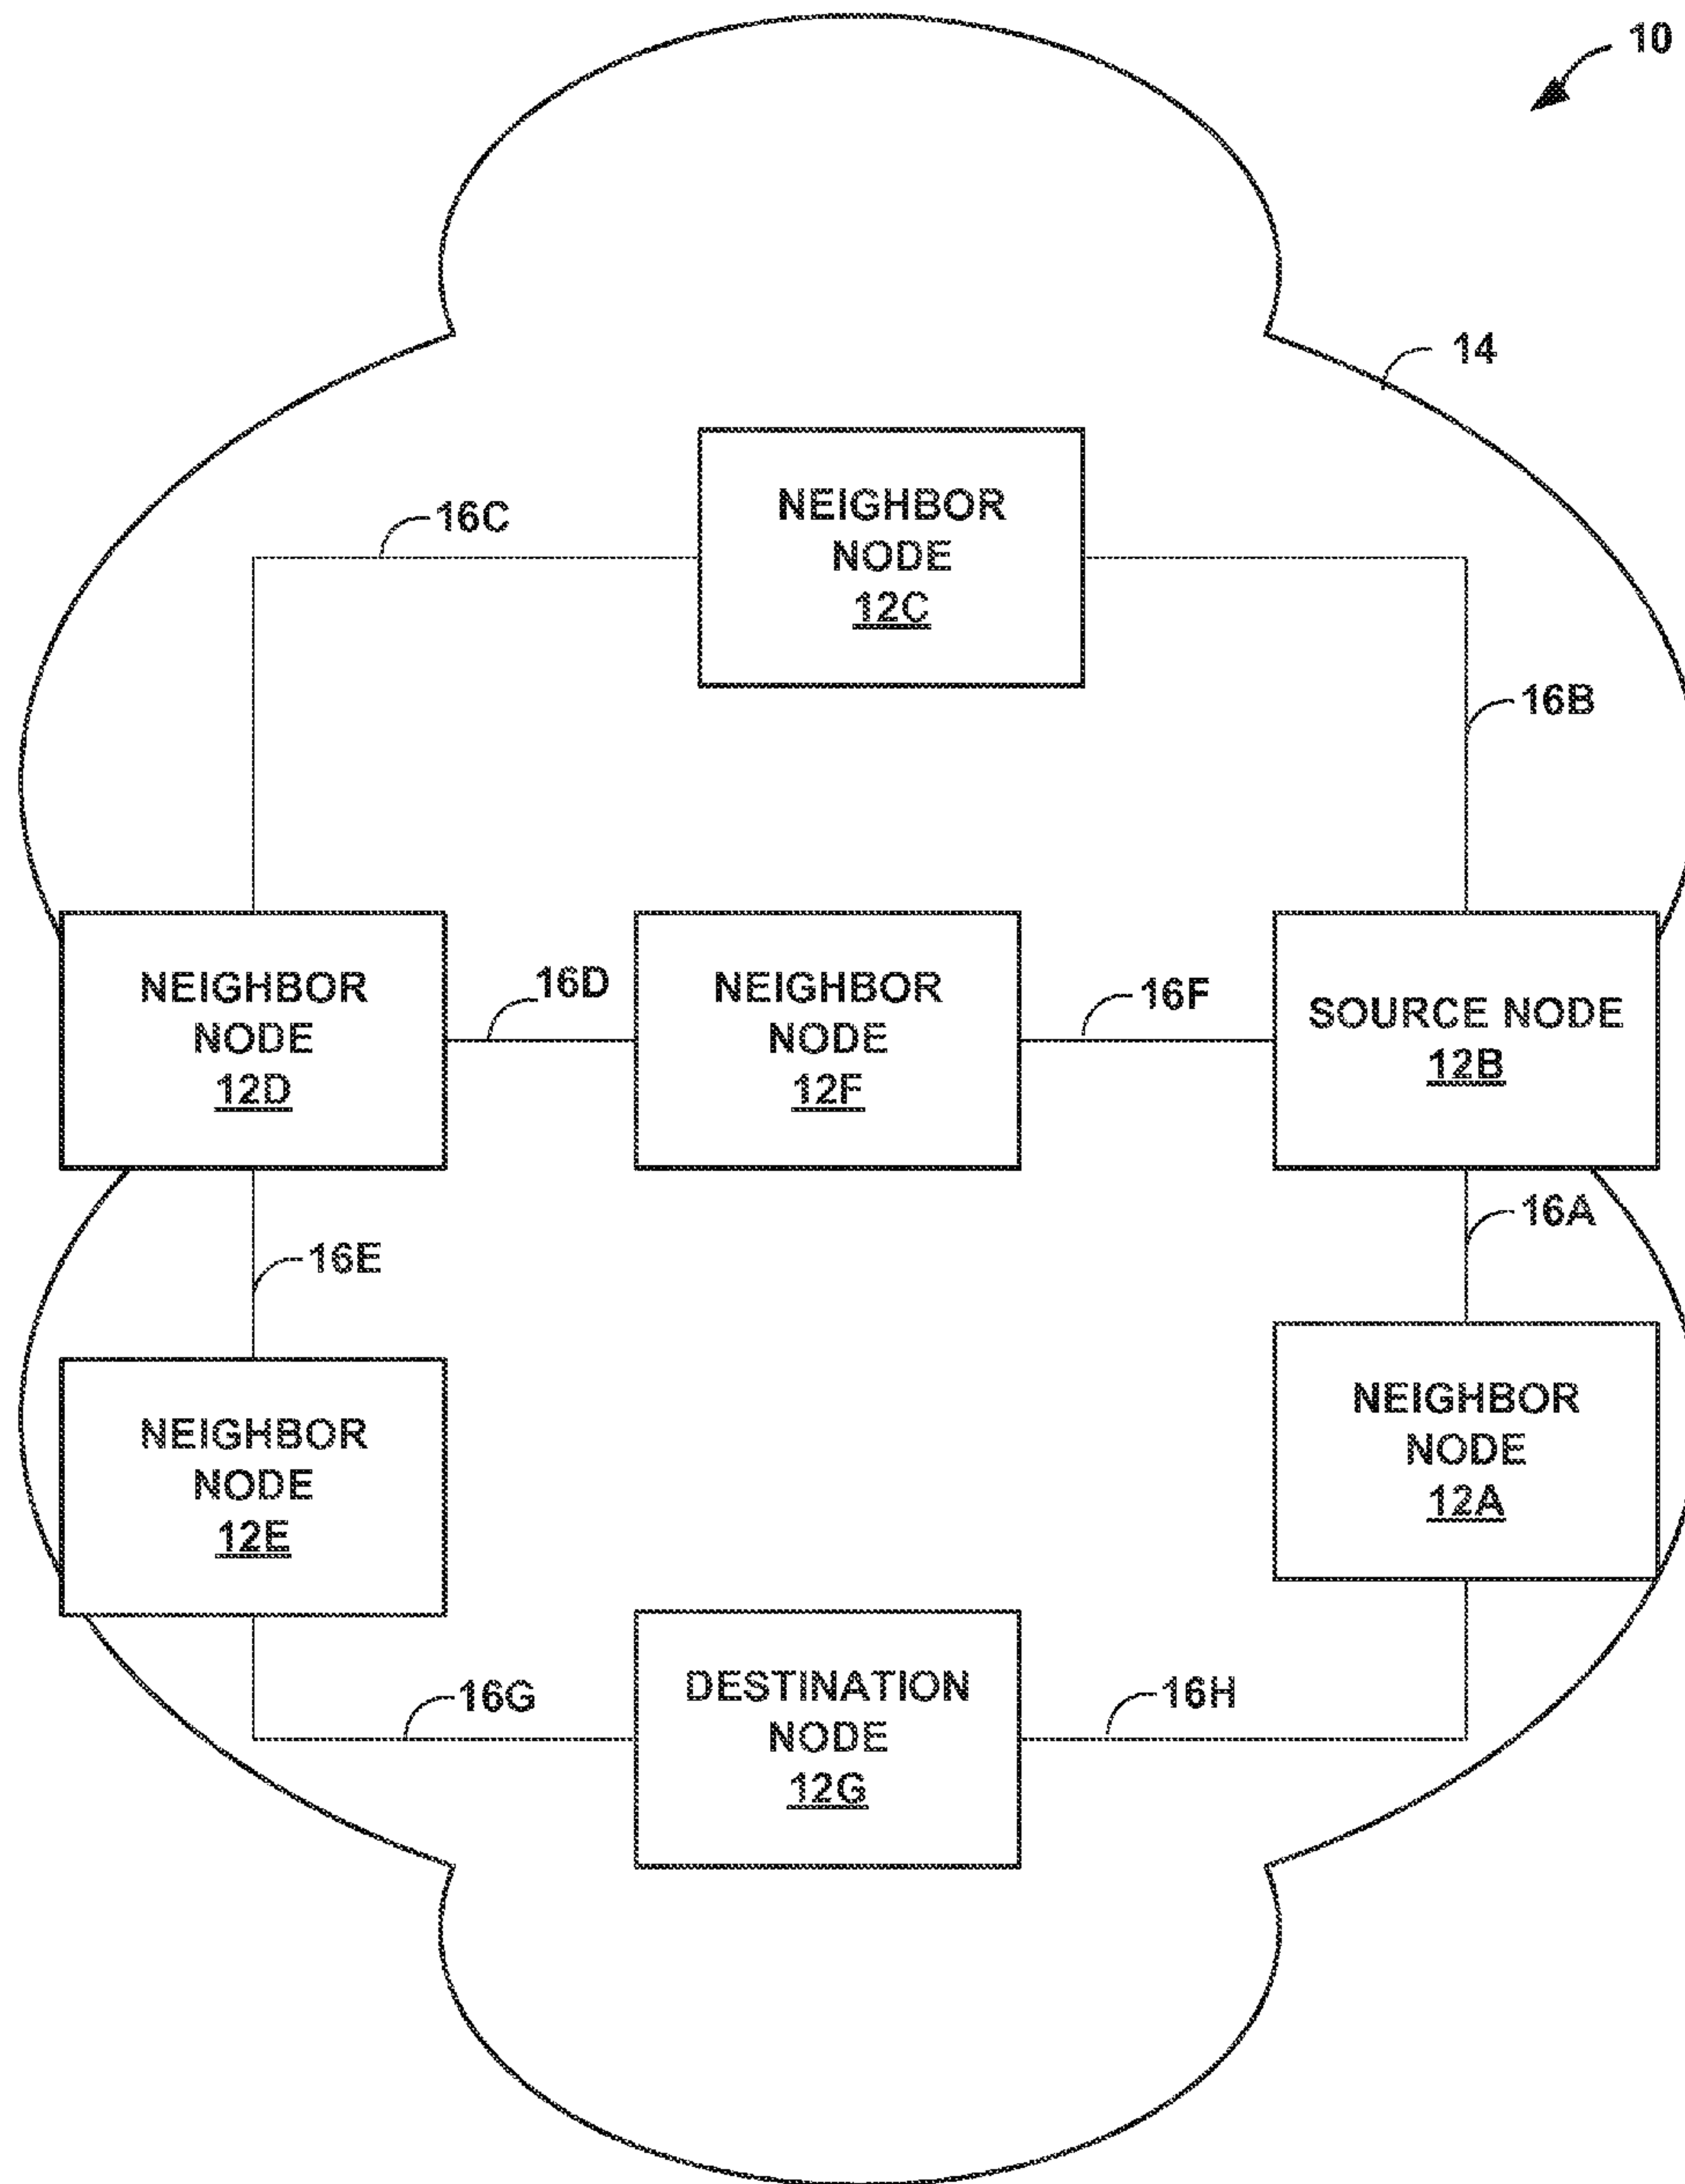 10
14
NEIGHBOR
NODE
12C
16C
16B
NEIGHBOR
NODE
12D
16D
NEIGHBOR
NODE
12F
16F
SOURCE NODE
12B
16E
16A
NEIGHBOR
NODE
12E
NEIGHBOR
NODE
12A
16G
DESTINATION
NODE
12G
16H